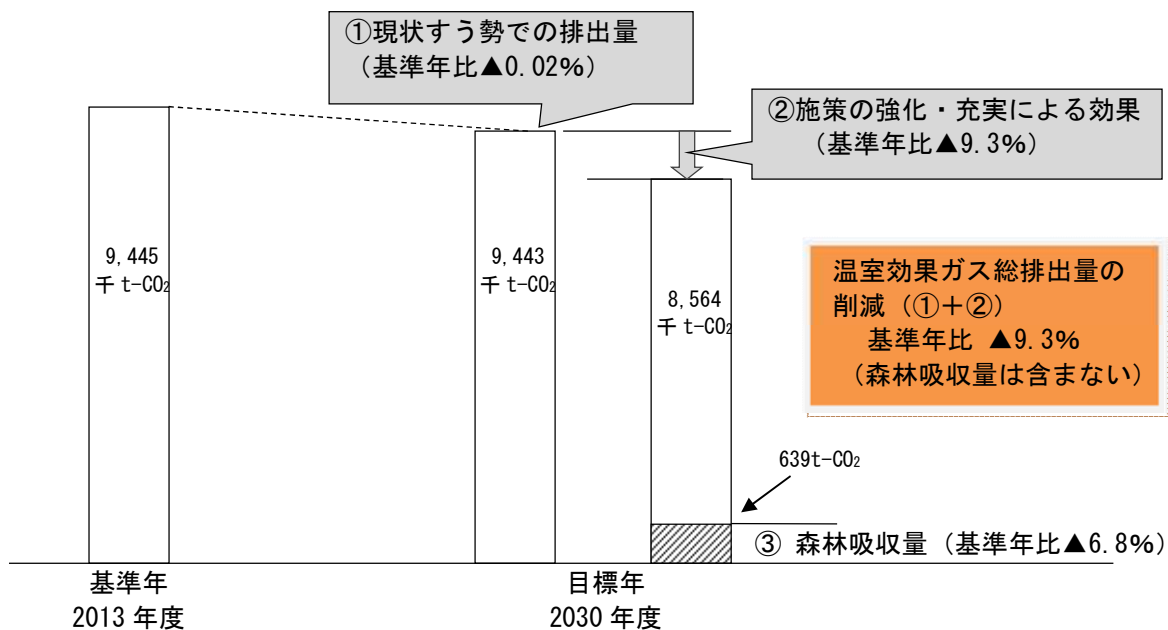 ①現状すう勢での排出量
（基準年比▲0.02%）
②施策の強化・充実による効果
（基準年比▲9.3%）
9,445
千 t-CO₂
9,443
千 t-CO₂
8,564
千 t-CO₂
温室効果ガス総排出量の
削減（①＋②）
基準年比 ▲9.3%
（森林吸収量は含まない）
639t-CO₂
③ 森林吸収量（基準年比▲6.8%）
基準年
2013 年度
目標年
2030 年度